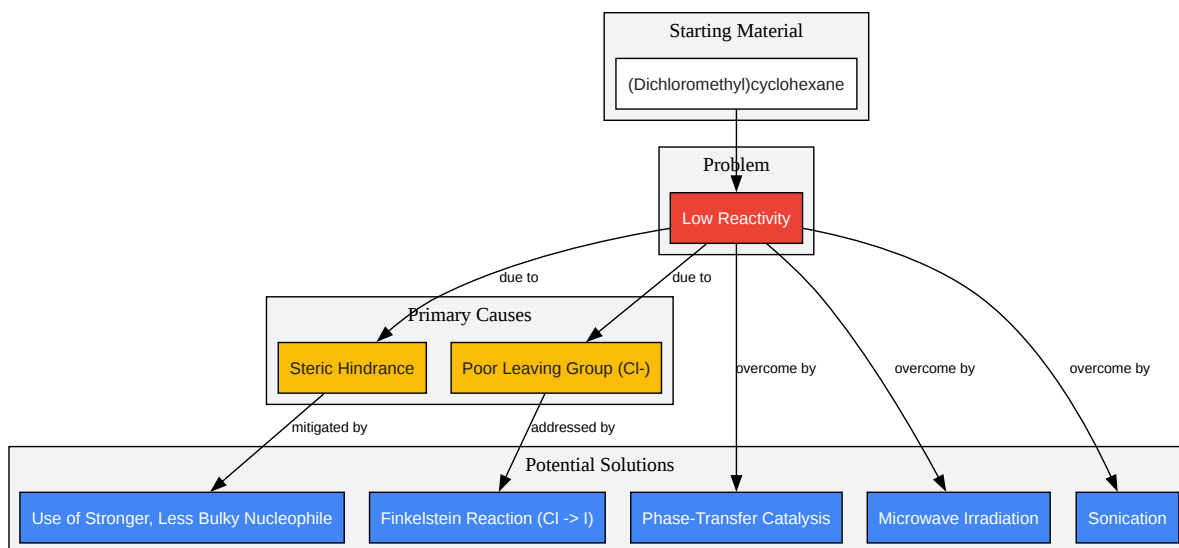 Starting Material
(Dichloromethyl)cyclohexane
Problem
Low Reactivity
due to
due to
Primary Causes
Steric Hindrance
Poor Leaving Group (Cl-)
overcome by
overcome by
overcome by
mitigated by
addressed by
Potential Solutions
Use of Stronger, Less Bulky Nucleophile
Finkelstein Reaction (Cl -> I)
Phase-Transfer Catalysis
Microwave Irradiation
Sonication